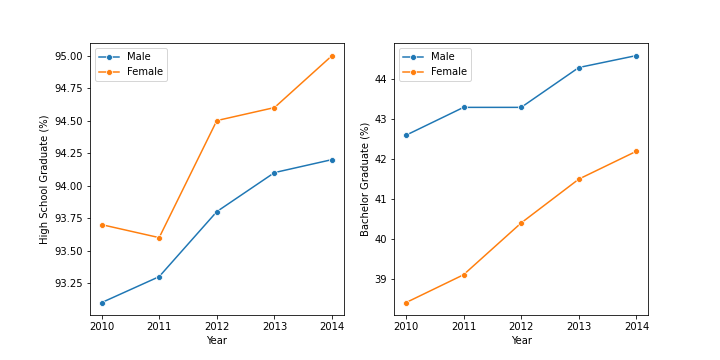 Male
Female
High School Graduate (%)
95.00
94.75
94.50
94.25
94.00
93.75
93.50
93.25
2010 2011 2012 2013 2014
Year
Male
Female
Bachelor Graduate (%)
44
43
42
41
40
39
2010 2011 2012 2013 2014
Year